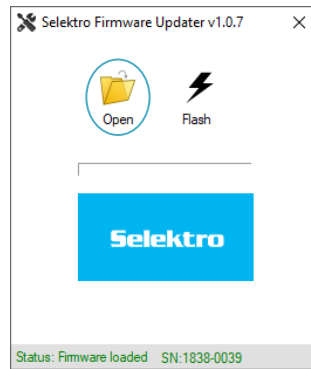 Selektro Firmware Updater v1.0.7
Open Flash
Selektro
Status: Firmware loaded SN:1838-0039